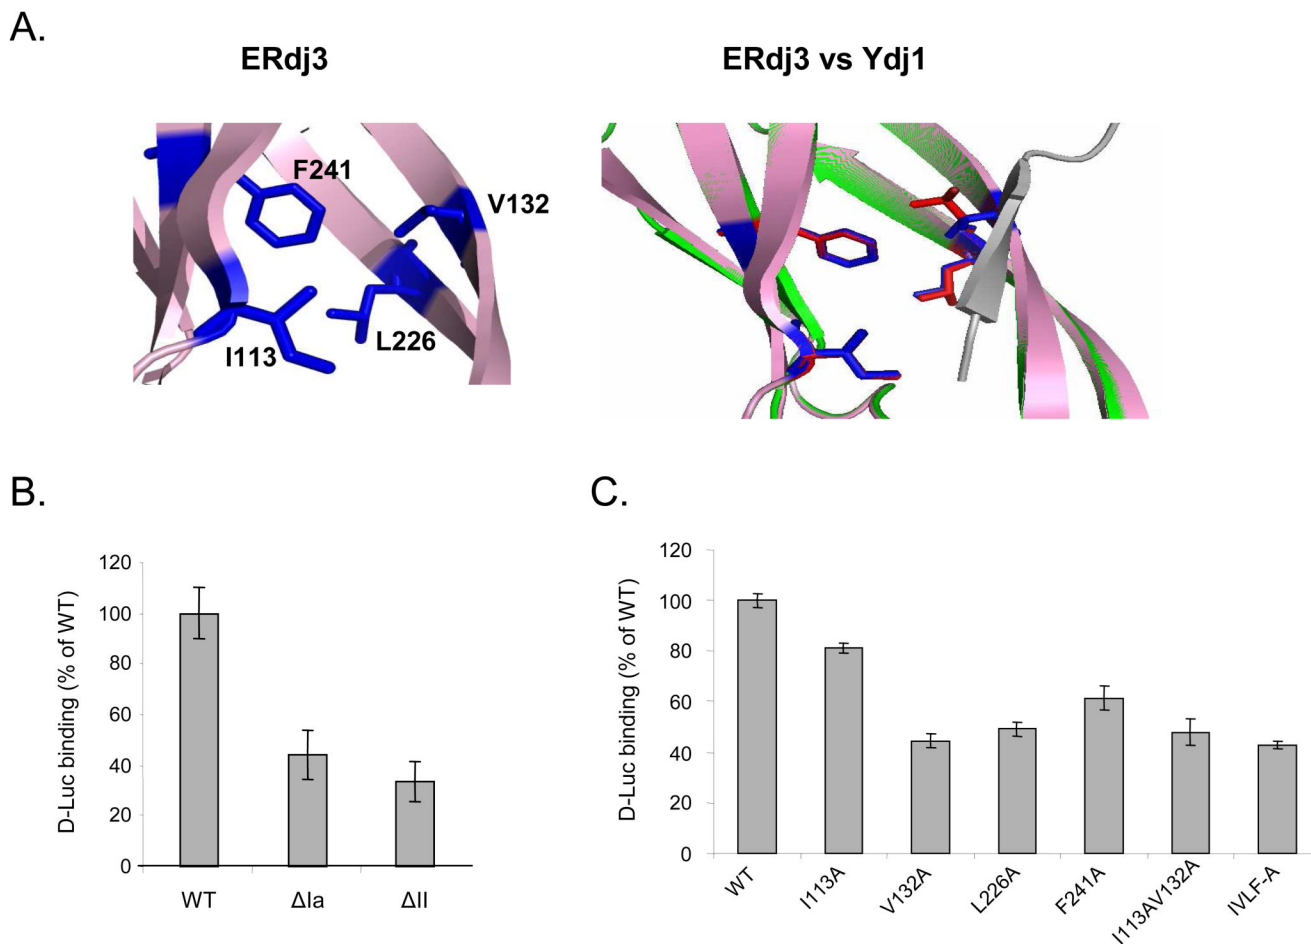 A.
ERdj3
ERdj3 vs Ydj1
F241
V132
I113
L226
B.
C.
D-Luc binding (% of WT)
120
100
80
60
40
20
0
WT ΔIa ΔII
D-Luc binding (% of WT)
120
100
80
60
40
20
0
WT I113A V132A L226A F241A I113AV132A IVLF-A